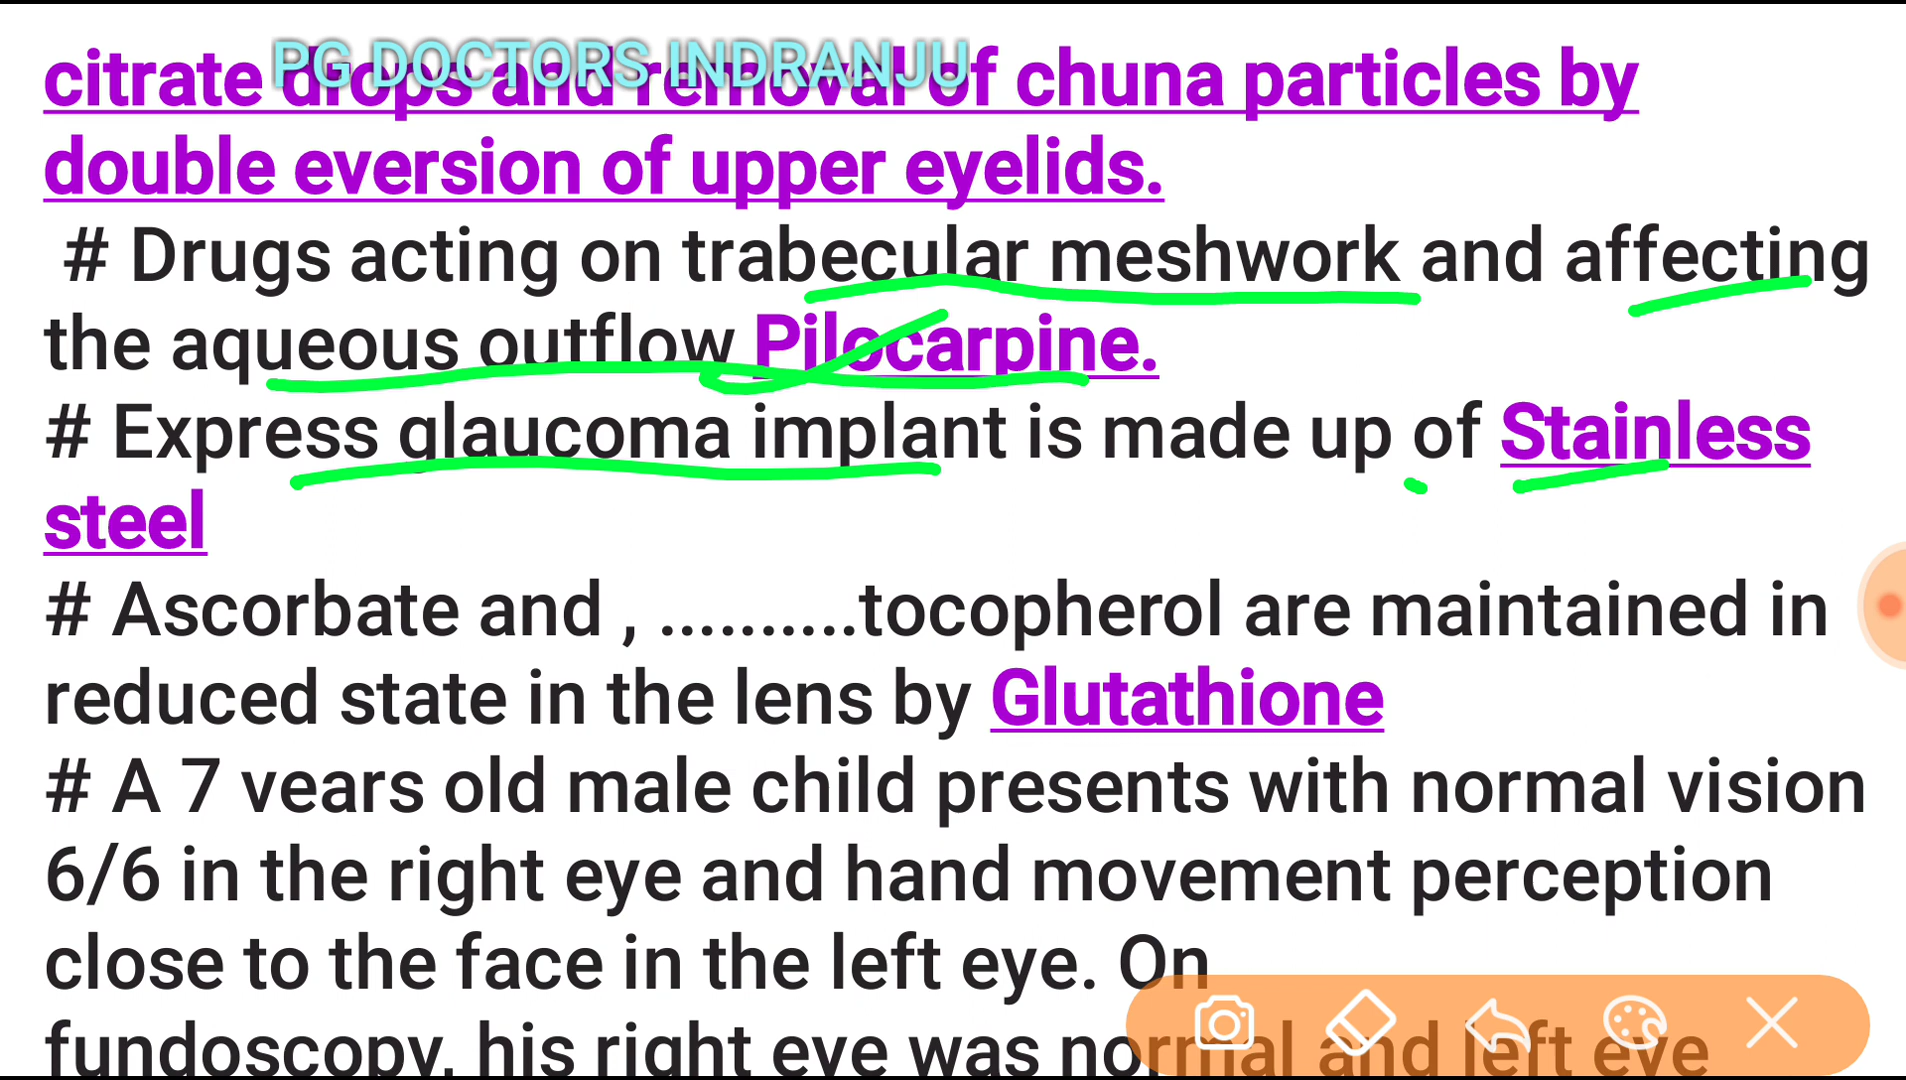 PG DOCTORS INDRANJU
citrate drops and removal of chuna particles by
double eversion of upper eyelids.
# Drugs acting on trabecular meshwork and affecting
the aqueous outflow Pilocarpine.
# Express glaucoma implant is made up of Stainless
steel
# Ascorbate and , ..........tocopherol are maintained in
reduced state in the lens by Glutathione
# A 7 years old male child presents with normal vision
6/6 in the right eye and hand movement perception
close to the face in the left eye. On
fundoscopy, his right eye was normal and left eye